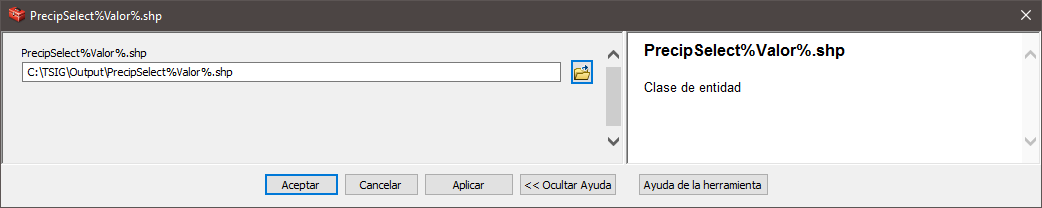 PrecipSelect%Valor%.shp
PrecipSelect%Valor%.shp
C:\TSIG\Output\PrecipSelect%Valor%.shp
PrecipSelect%Valor%.shp
Clase de entidad
Aceptar
Cancelar
Aplicar
<< Ocultar Ayuda
Ayuda de la herramienta